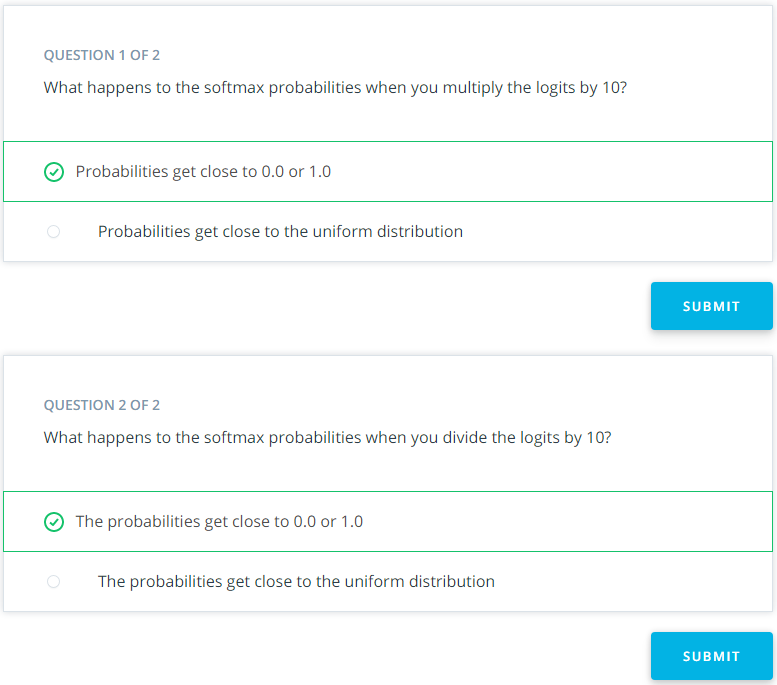 QUESTION 1 OF 2
What happens to the softmax probabilities when you multiply the logits by 10?
Probabilities get close to 0.0 or 1.0
Probabilities get close to the uniform distribution
SUBMIT
QUESTION 2 OF 2
What happens to the softmax probabilities when you divide the logits by 10?
The probabilities get close to 0.0 or 1.0
The probabilities get close to the uniform distribution
SUBMIT